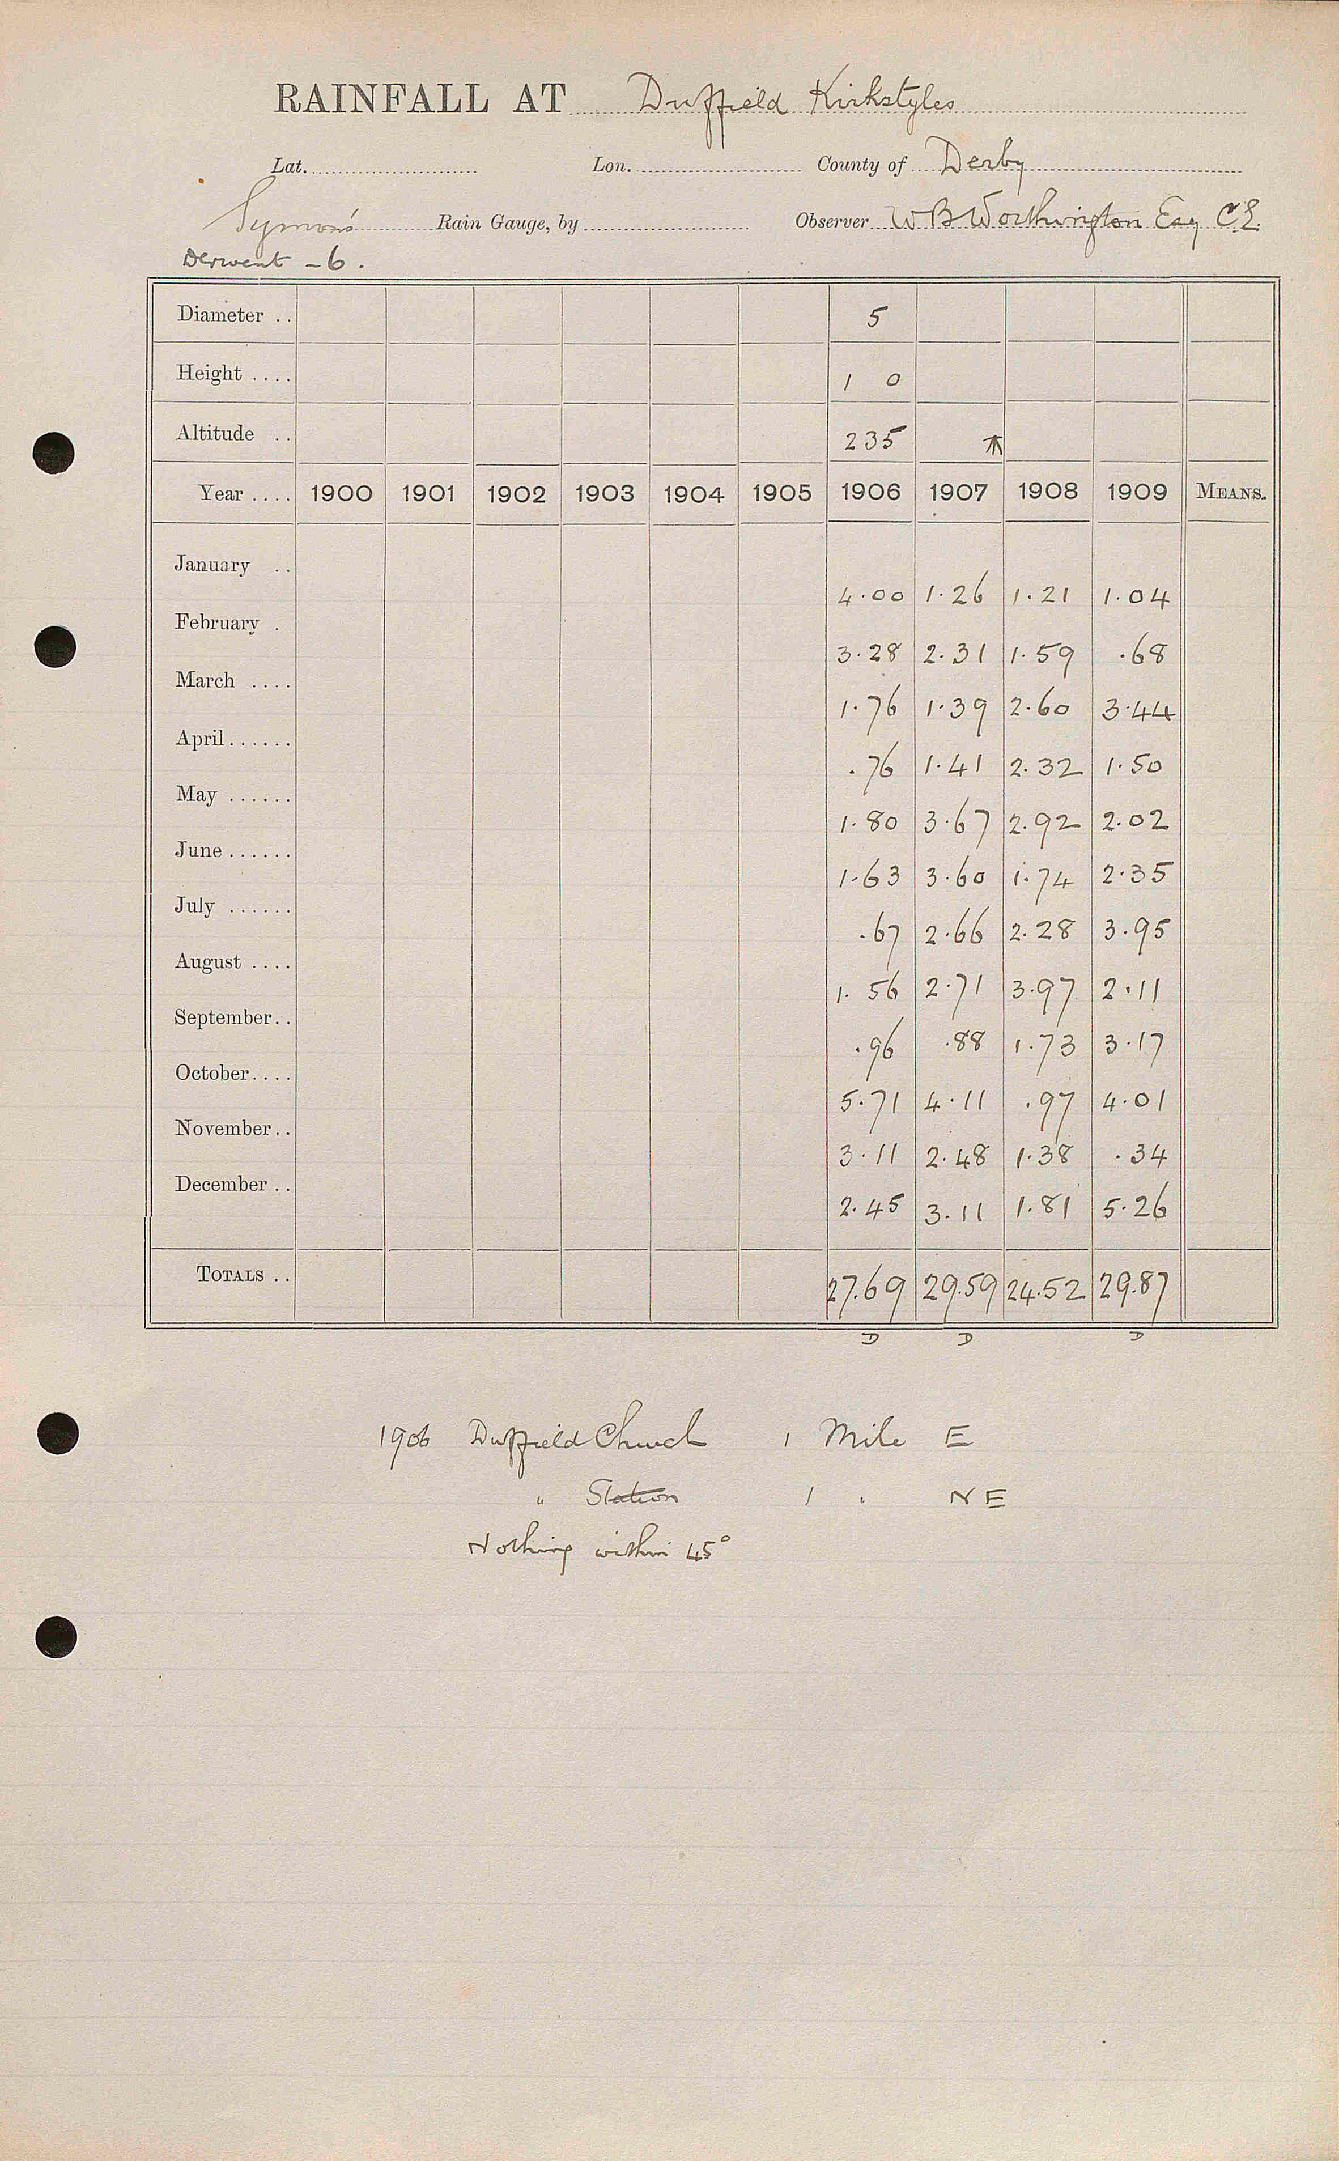 RAINFALL AT Duffield Kirkstyles
Lat. Lon. County of Derby
Symons Rain Gauge, by Observer W B Worthington Esq C.E.
Derwent - 6.
Diameter .. 5
Height .... 1 0
Altitude .. 235
Year .... 1900 1901 1902 1903 1904 1905 1906 1907 1908 1909 MEANS.
January .. 4.00 1.26 1.21 1.04
February . 3.28 2.31 1.59 .68
March .... 1.76 1.39 2.60 3.44
April...... .76 1.41 2.32 1.50
May ...... 1.80 3.67 2.92 2.02
June ...... 1.63 3.60 1.74 2.35
July ...... .67 2.66 2.28 3.95
August .... 1.56 2.71 3.97 2.11
September.. .96 .88 1.73 3.17
October.... 5.71 4.11 .97 4.01
November.. 3.11 2.48 1.38 .34
December .. 2.45 3.11 1.81 5.26
TOTALS .. 27.69 29.59 24.52 29.87
D D D
1906 Duffield Church 1 Mile E
" Station 1 " NE
Nothing within 45°